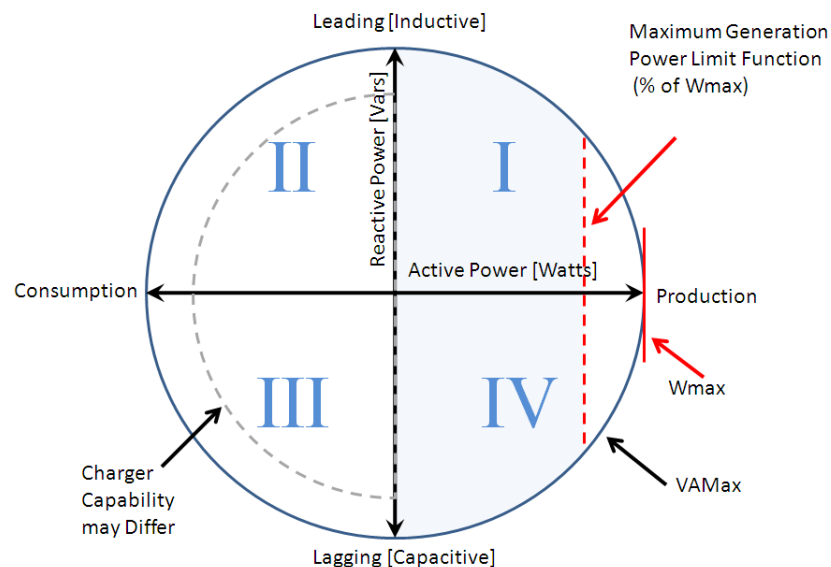 Leading [Inductive]
Maximum Generation
Power Limit Function
(% of Wmax)
II
I
Reactive Power [Vars]
Active Power [Watts]
Consumption
Production
III
IV
Wmax
Charger
Capability
may Differ
VAMax
Lagging [Capacitive]